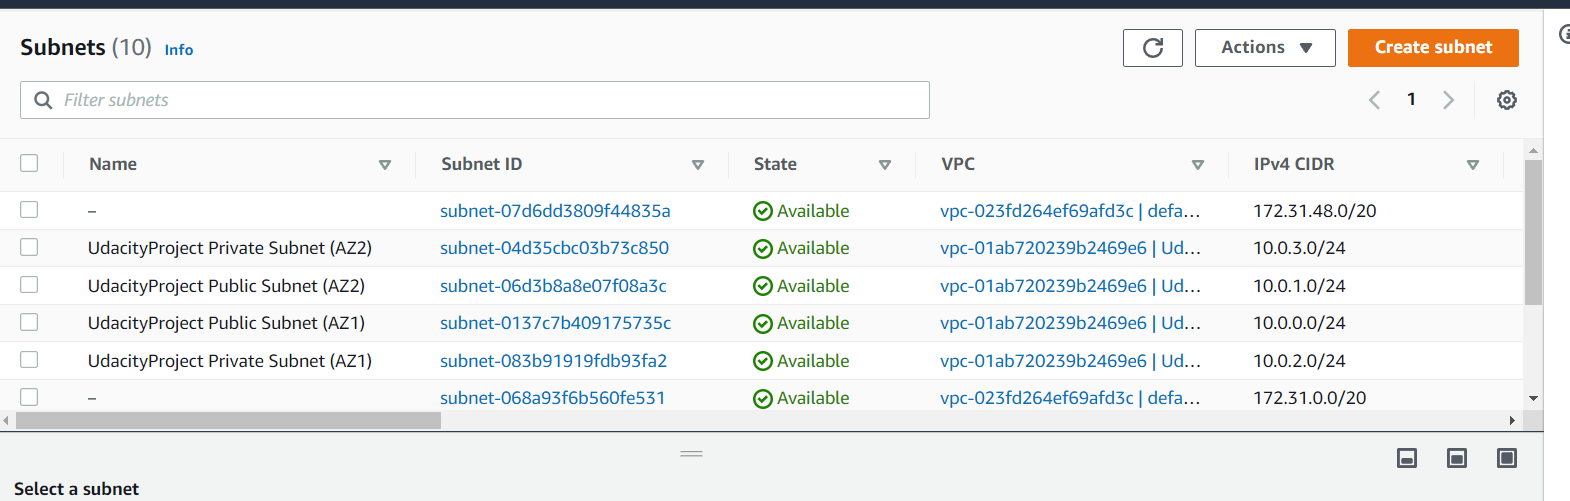 Subnets (10) Info
Actions
Create subnet
Filter subnets
1
Name Subnet ID State VPC IPv4 CIDR
– subnet-07d6dd3809f44835a Available vpc-023fd264ef69afd3c | defa... 172.31.48.0/20
UdacityProject Private Subnet (AZ2) subnet-04d35cbc03b73c850 Available vpc-01ab720239b2469e6 | Ud... 10.0.3.0/24
UdacityProject Public Subnet (AZ2) subnet-06d3b8a8e07f08a3c Available vpc-01ab720239b2469e6 | Ud... 10.0.1.0/24
UdacityProject Public Subnet (AZ1) subnet-0137c7b409175735c Available vpc-01ab720239b2469e6 | Ud... 10.0.0.0/24
UdacityProject Private Subnet (AZ1) subnet-083b91919fdb93fa2 Available vpc-01ab720239b2469e6 | Ud... 10.0.2.0/24
– subnet-068a93f6b560fe531 Available vpc-023fd264ef69afd3c | defa... 172.31.0.0/20
Select a subnet